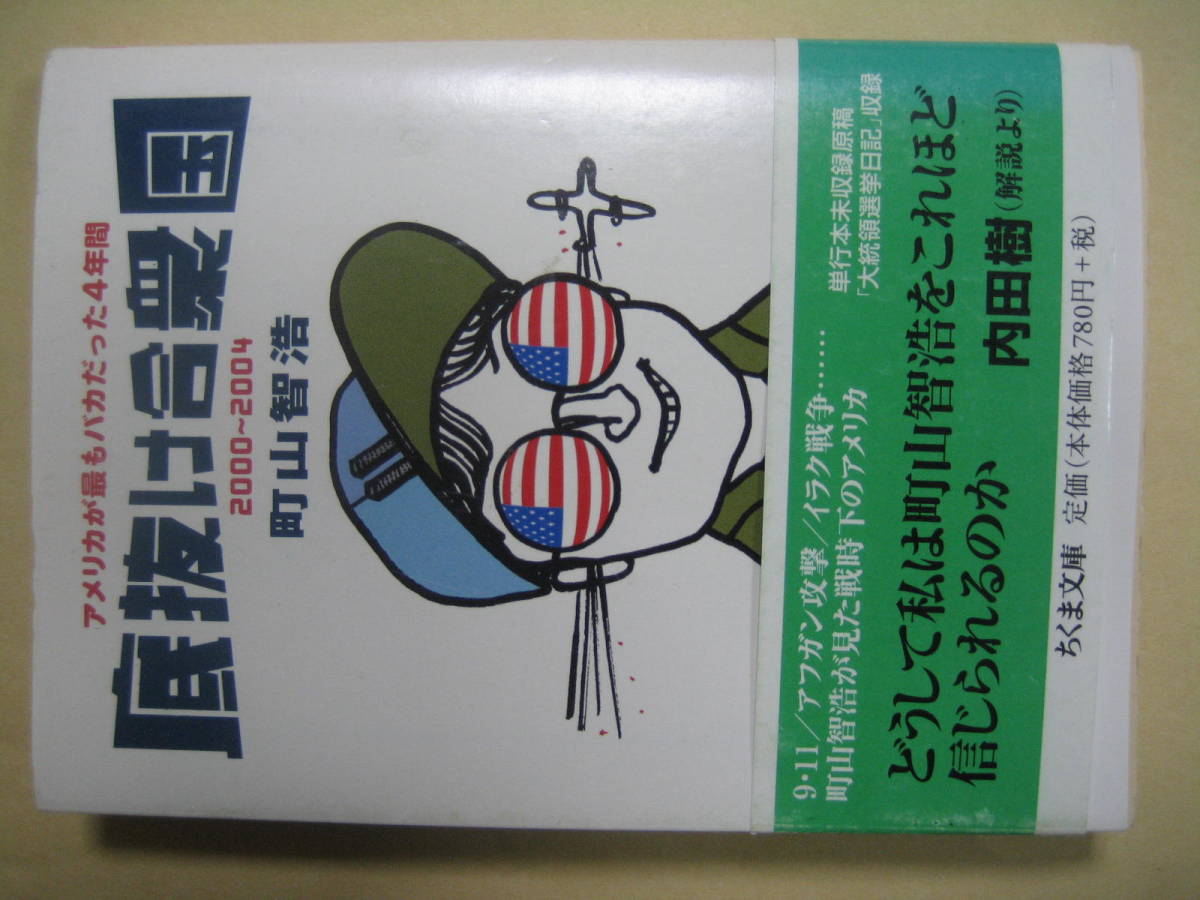 アメリカが最もバカだった4年間
底抜け合衆国
2000~2004
町山智浩
9・11/アフガン攻撃/イラク戦争……
町山智浩が見た戦時下のアメリカ
単行本未収録原稿
「大統領選挙日記」収録
どうして私は町山智浩をこれほど
信じられるのか
内田樹(解説より)
ちくま文庫 定価(本体価格780円+税)